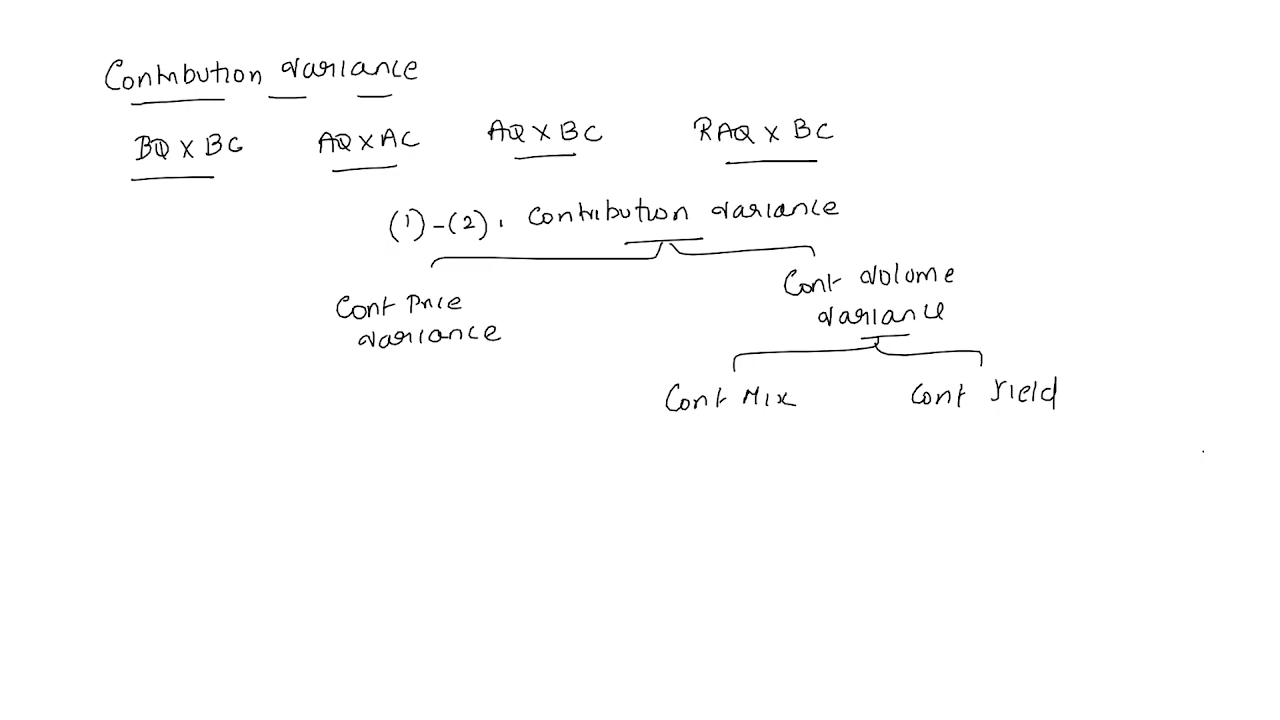 Contribution variance
BQ X BC AQ X AC AQ X BC RAQ X BC
(1)-(2). Contribution variance
Cont Price variance
Cont Volume variance
Cont Mix Cont Yield